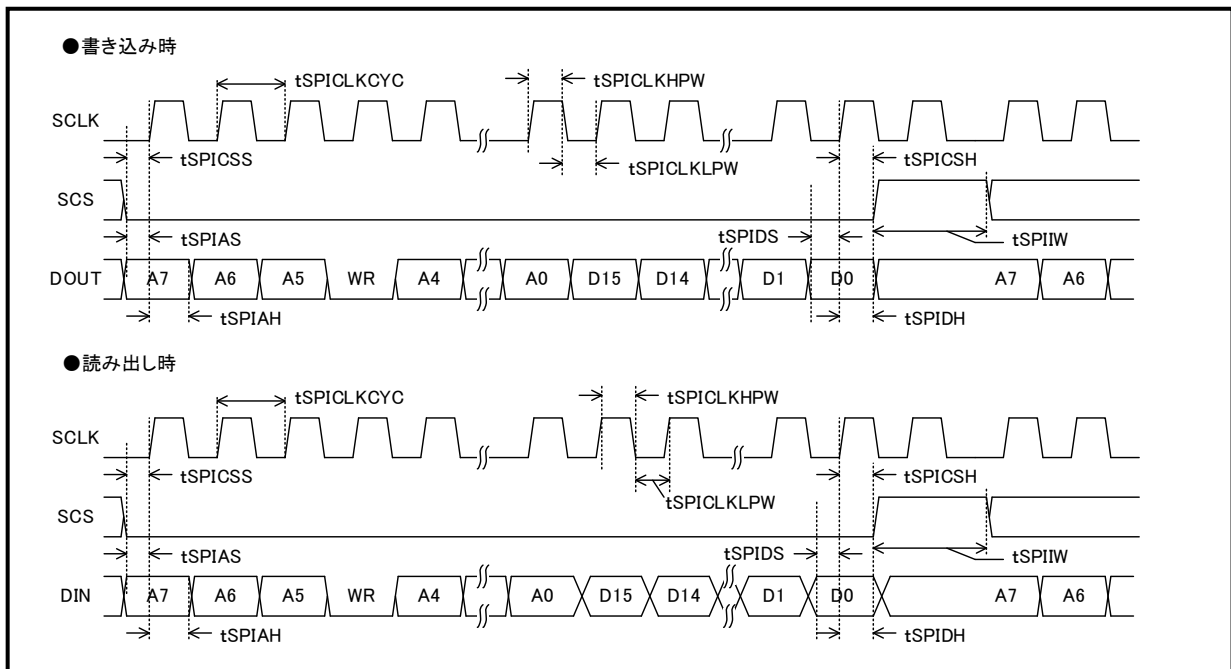 ●書き込み時
tSPICLKCYC
tSPICLKHPW
SCLK
tSPICSS
tSPICLKLPW
tSPICSH
SCS
tSPIAS
tSPIDS
tSPIIW
DOUT A7 A6 A5 WR A4 A0 D15 D14 D1 D0 A7 A6
tSPIAH
tSPIDH
●読み出し時
tSPICLKCYC
tSPICLKHPW
SCLK
tSPICSS
tSPICSH
tSPICLKLPW
SCS
tSPIAS
tSPIDS
tSPIIW
DIN A7 A6 A5 WR A4 A0 D15 D14 D1 D0 A7 A6
tSPIAH
tSPIDH